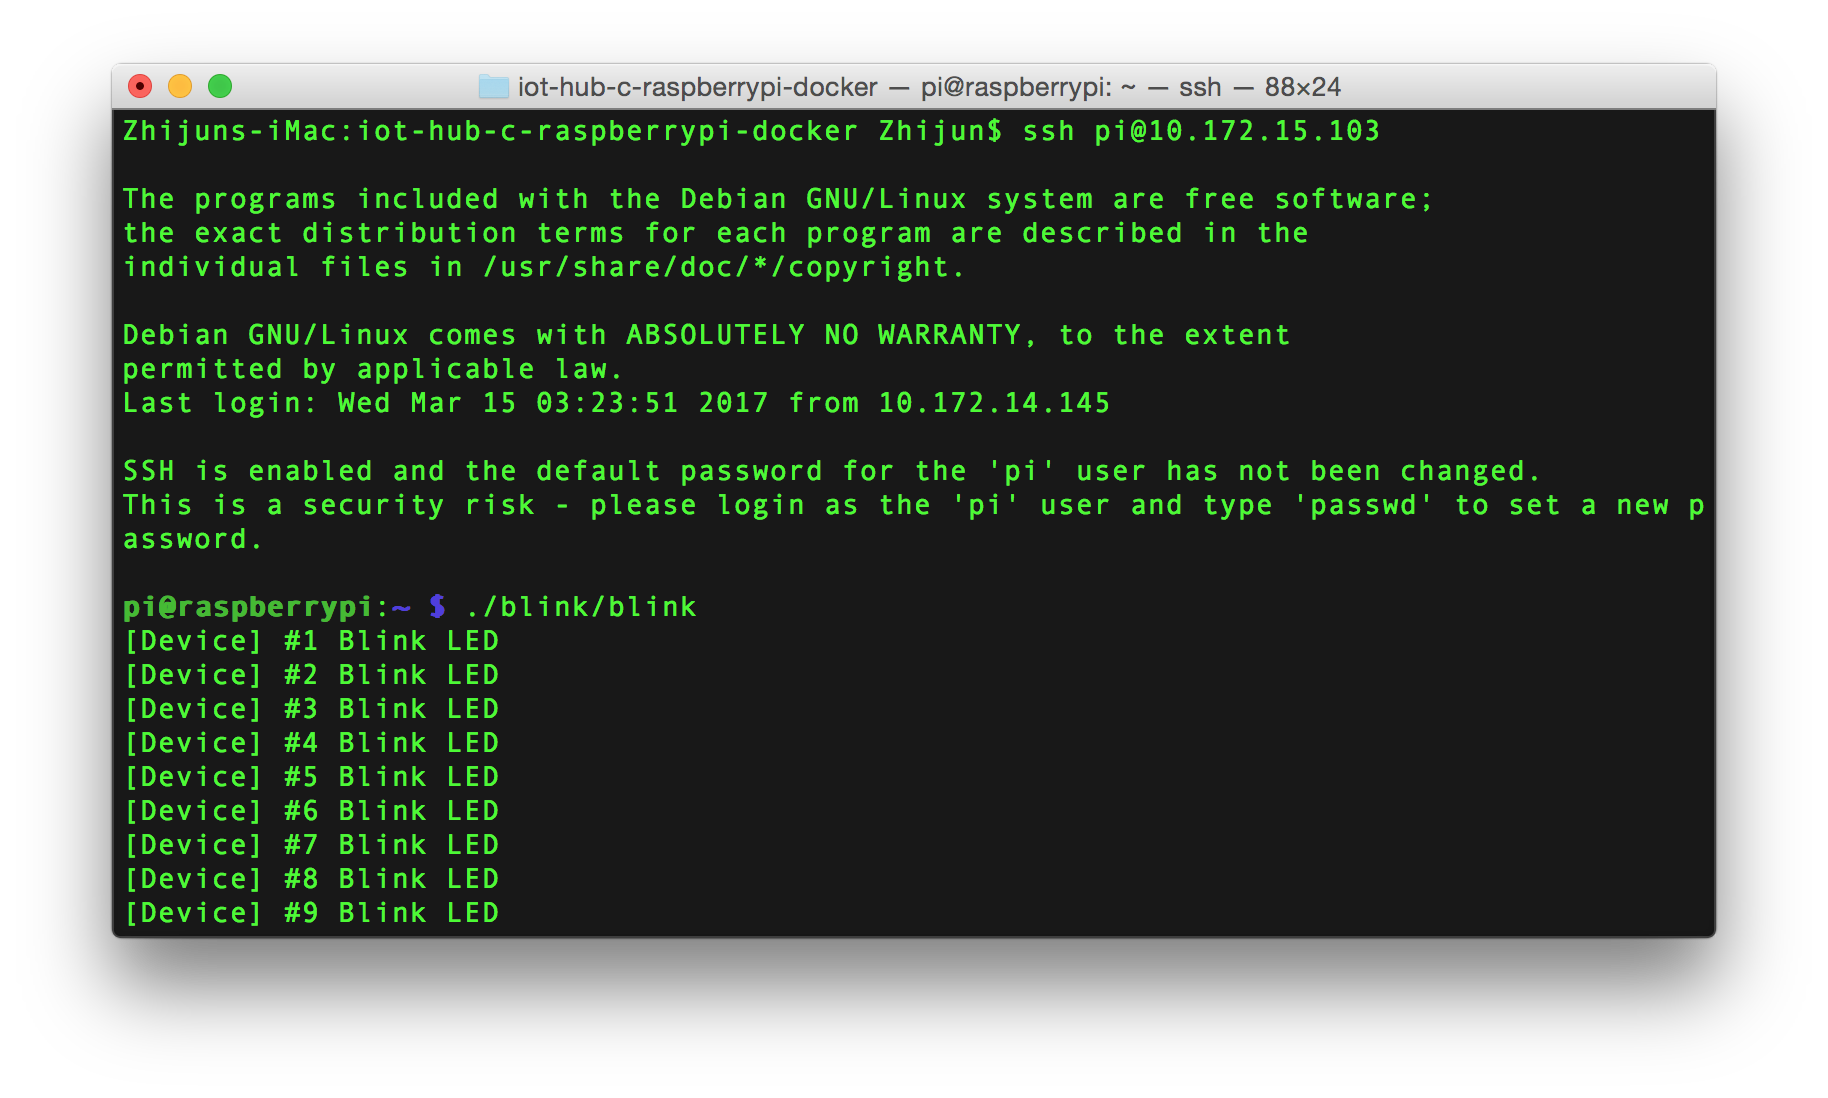 iot-hub-c-raspberrypi-docker — pi@raspberrypi: ~ — ssh — 88×24
Zhijuns-iMac:iot-hub-c-raspberrypi-docker Zhijun$ ssh pi@10.172.15.103
The programs included with the Debian GNU/Linux system are free software;
the exact distribution terms for each program are described in the
individual files in /usr/share/doc/*/copyright.
Debian GNU/Linux comes with ABSOLUTELY NO WARRANTY, to the extent
permitted by applicable law.
Last login: Wed Mar 15 03:23:51 2017 from 10.172.14.145
SSH is enabled and the default password for the 'pi' user has not been changed.
This is a security risk - please login as the 'pi' user and type 'passwd' to set a new p
assword.
pi@raspberrypi:~ $ ./blink/blink
[Device] #1 Blink LED
[Device] #2 Blink LED
[Device] #3 Blink LED
[Device] #4 Blink LED
[Device] #5 Blink LED
[Device] #6 Blink LED
[Device] #7 Blink LED
[Device] #8 Blink LED
[Device] #9 Blink LED